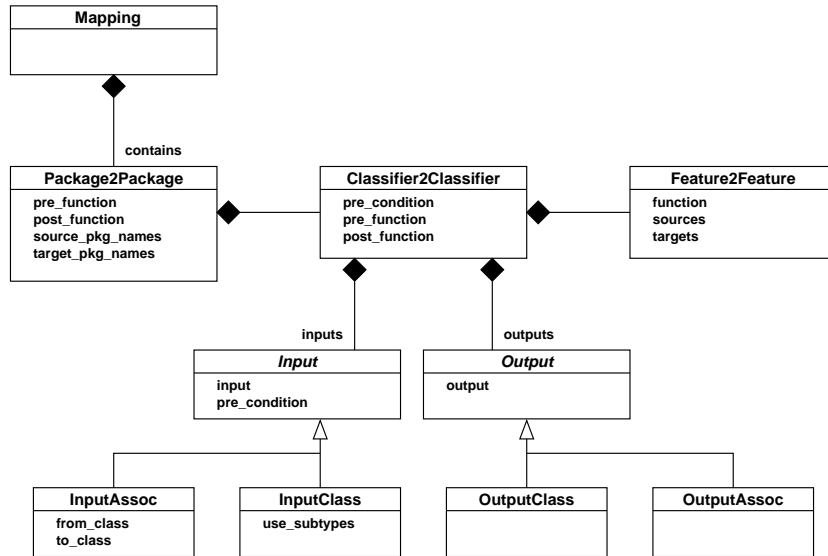 Mapping
contains
Package2Package
pre_function
post_function
source_pkg_names
target_pkg_names
Classifier2Classifier
pre_condition
pre_function
post_function
Feature2Feature
function
sources
targets
inputs
outputs
Input
input
pre_condition
Output
output
InputAssoc
from_class
to_class
InputClass
use_subtypes
OutputClass
OutputAssoc